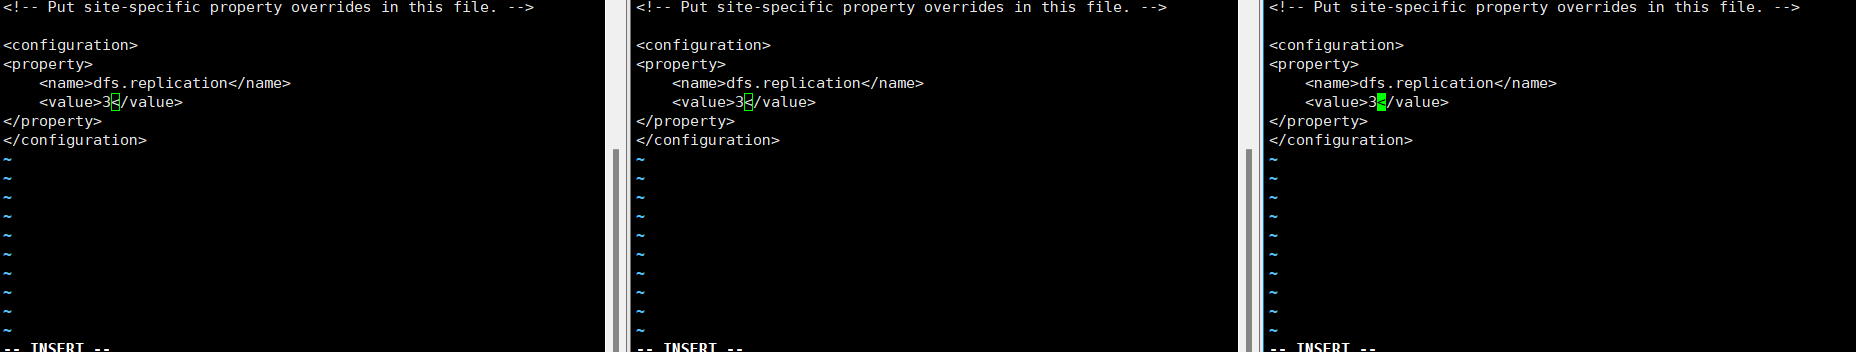 <!-- Put site-specific property overrides in this file. -->
<configuration>
<property>
    <name>dfs.replication</name>
    <value>3</value>
</property>
</configuration>
~
~
~
~
~
~
~
~
~
~
-- INSERT --
<!-- Put site-specific property overrides in this file. -->
<configuration>
<property>
    <name>dfs.replication</name>
    <value>3</value>
</property>
</configuration>
~
~
~
~
~
~
~
~
~
~
-- INSERT --
<!-- Put site-specific property overrides in this file. -->
<configuration>
<property>
    <name>dfs.replication</name>
    <value>3</value>
</property>
</configuration>
~
~
~
~
~
~
~
~
~
~
-- INSERT --